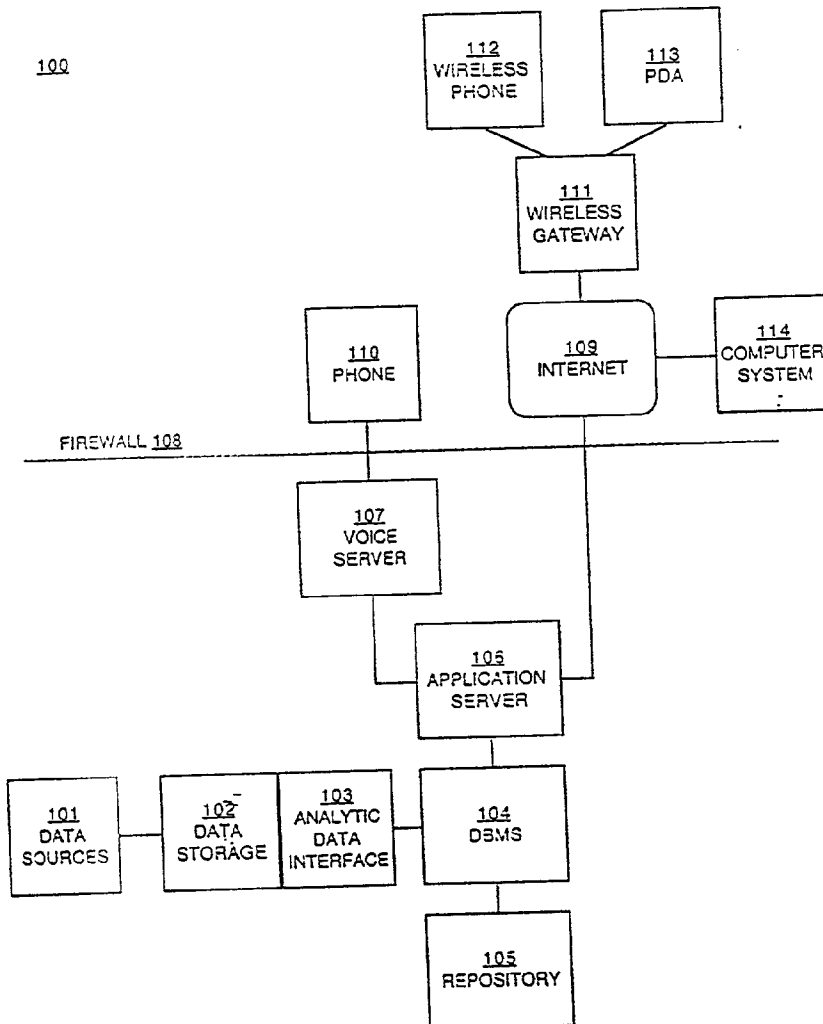 100
112
WIRELESS
PHONE
113
PDA
111
WIRELESS
GATEWAY
110
PHONE
109
INTERNET
114
COMPUTER
SYSTEM
FIREWALL 108
107
VOICE
SERVER
106
APPLICATION
SERVER
101
DATA
SOURCES
102
DATA
STORAGE
103
ANALYTIC
DATA
INTERFACE
104
DBMS
105
REPOSITORY